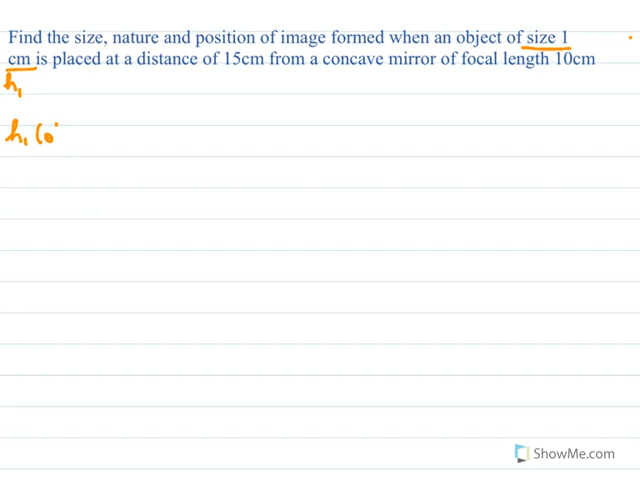 Find the size, nature and position of image formed when an object of size 1
cm is placed at a distance of 15cm from a concave mirror of focal length 10cm
h₁
h₁ (o
ShowMe.com